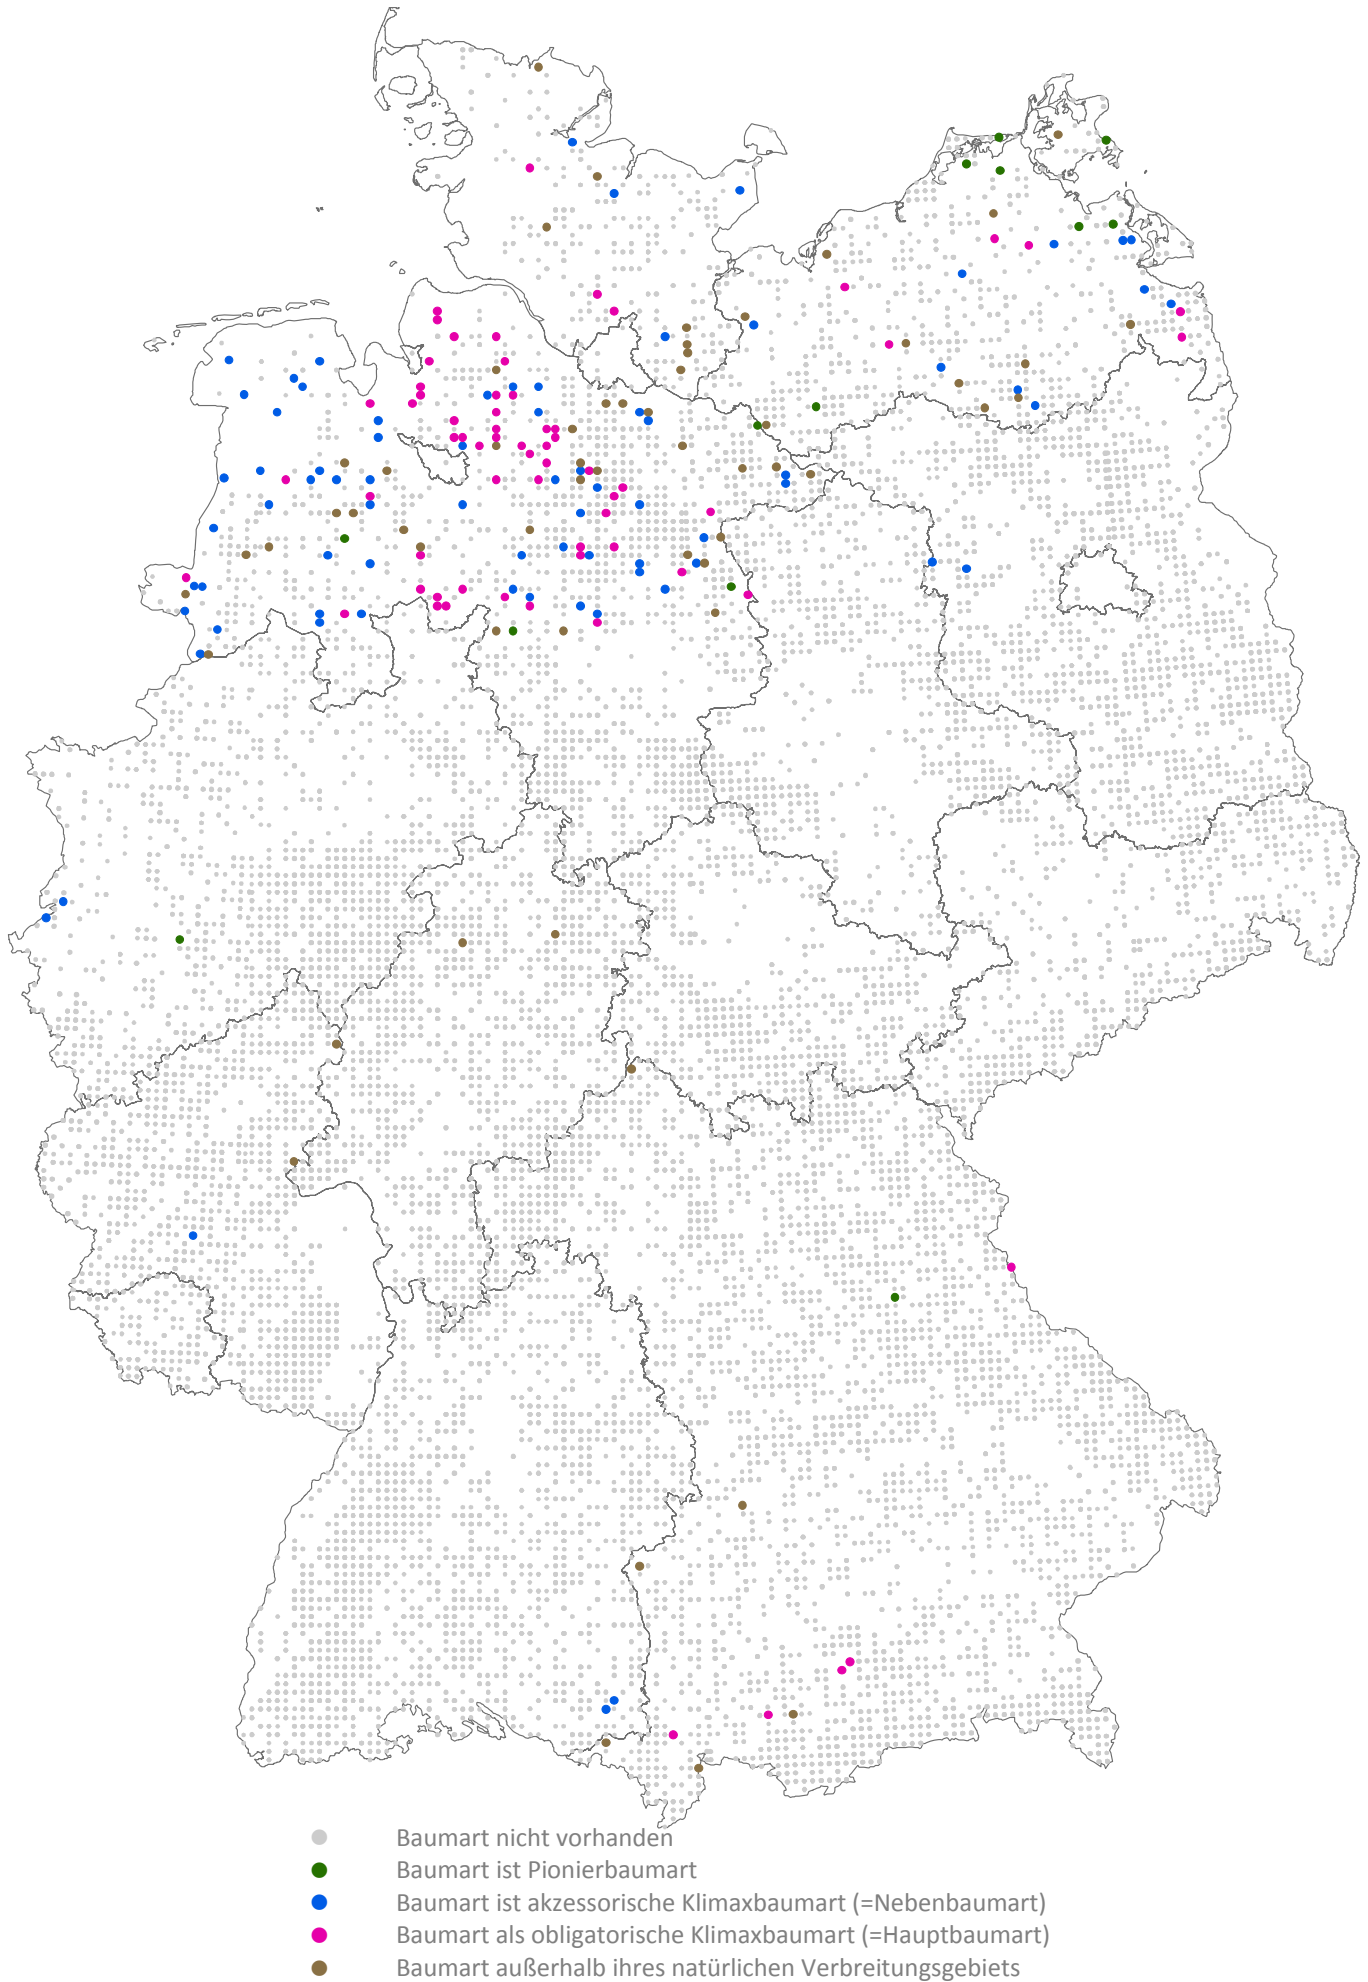 Baumart nicht vorhanden
Baumart ist Pionierbaumart
Baumart ist akzessorische Klimaxbaumart (=Nebenbaumart)
Baumart als obligatorische Klimaxbaumart (=Hauptbaumart)
Baumart außerhalb ihres natürlichen Verbreitungsgebiets